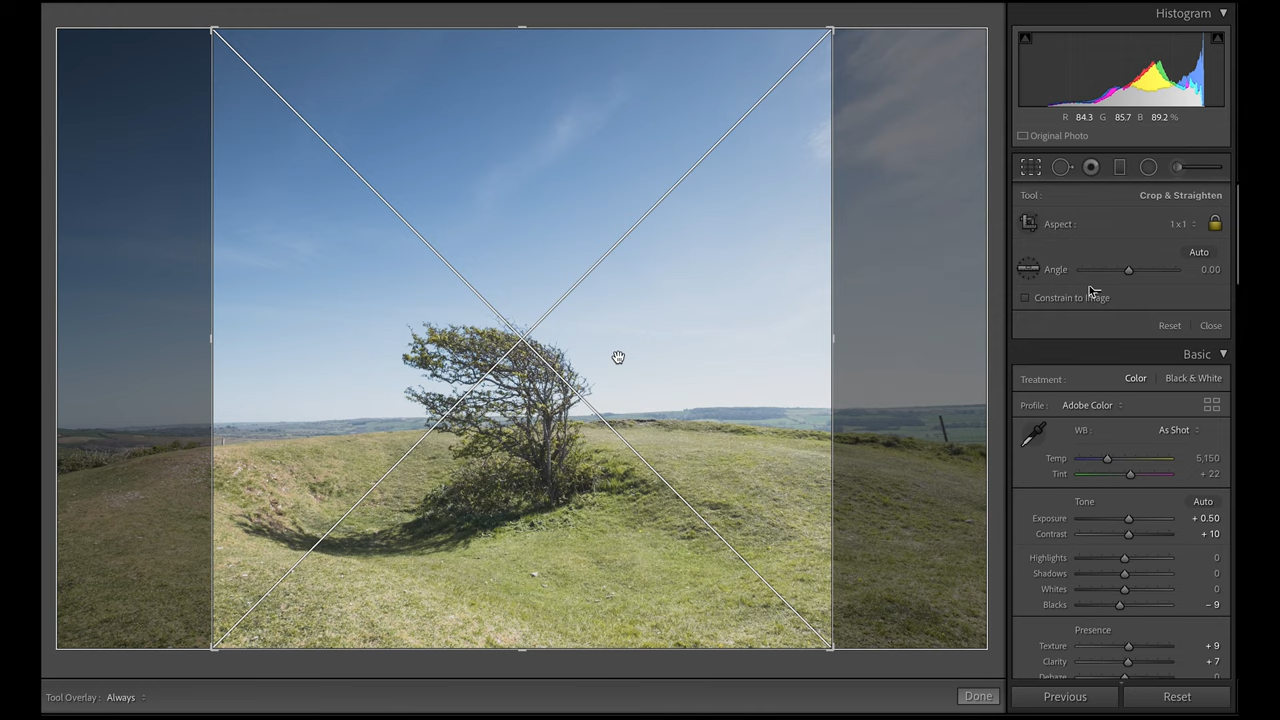 Histogram
R 84.3 G 85.7 B 89.2 %
Original Photo
Tool : Crop & Straighten
Aspect : 1 x 1
Auto
Angle 0.00
Constrain to Image
Reset Close
Basic
Treatment : Color Black & White
Profile : Adobe Color
WB : As Shot
Temp 5,150
Tint + 22
Tone Auto
Exposure + 0.50
Contrast + 10
Highlights 0
Shadows 0
Whites 0
Blacks – 9
Presence
Texture + 9
Clarity + 7
Dehaze
Tool Overlay : Always Done Previous Reset